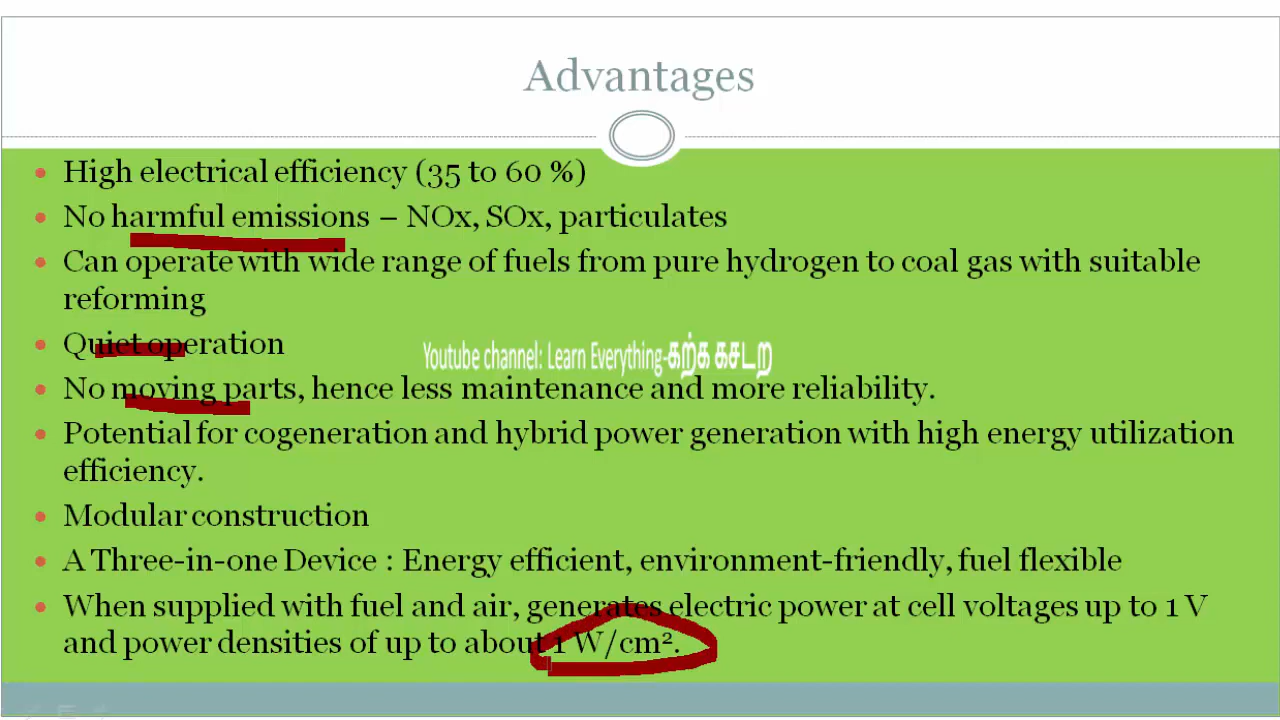 Advantages
• High electrical efficiency (35 to 60 %)
• No harmful emissions – NOx, SOx, particulates
• Can operate with wide range of fuels from pure hydrogen to coal gas with suitable
reforming
• Quiet operation
Youtube channel: Learn Everything-கற்க கசடற
• No moving parts, hence less maintenance and more reliability.
• Potential for cogeneration and hybrid power generation with high energy utilization
efficiency.
• Modular construction
• A Three-in-one Device : Energy efficient, environment-friendly, fuel flexible
• When supplied with fuel and air, generates electric power at cell voltages up to 1 V
and power densities of up to about 1 W/cm².